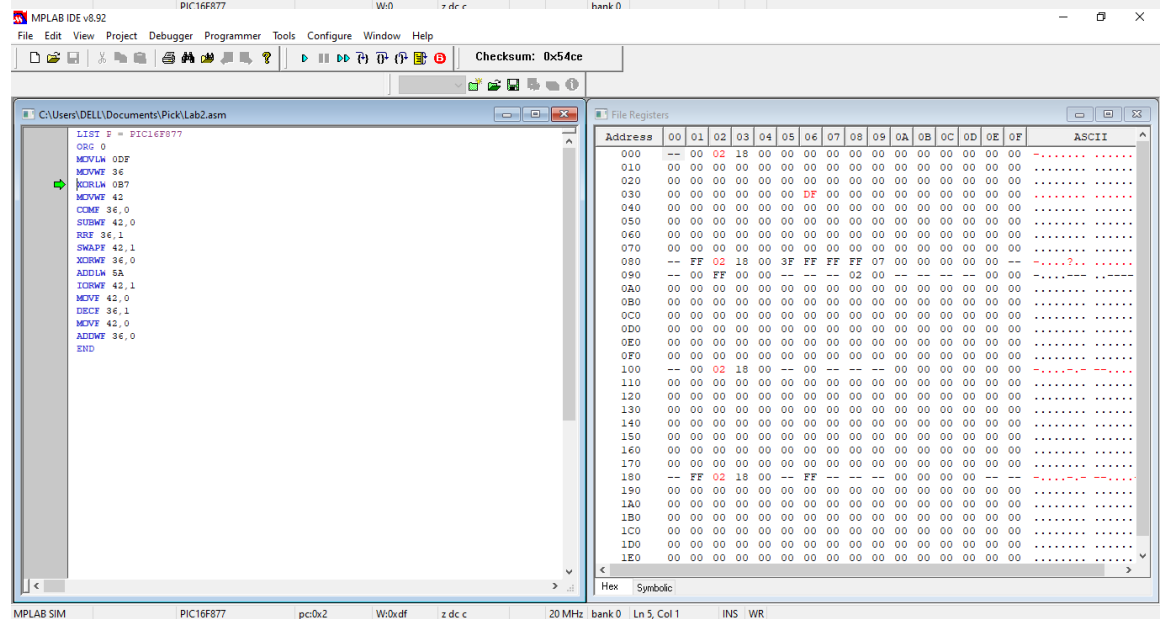 PIC16F877 W:0 z dc c bank 0
MPLAB IDE v8.92
File Edit View Project Debugger Programmer Tools Configure Window Help
Checksum: 0x54ce
C:\Users\DELL\Documents\Pick\Lab2.asm
LIST P = PIC16F877
ORG 0
MOVLW 0DF
MOVWF 36
XORLW 0B7
MOVWF 42
COMF 36,0
SUBWF 42,0
RRF 36,1
SWAPF 42,1
XORWF 36,0
ADDLW 5A
IORWF 42,1
MOVF 42,0
DECF 36,1
MOVF 42,0
ADDWF 36,0
END
File Registers
Address 00 01 02 03 04 05 06 07 08 09 0A 0B 0C 0D 0E 0F ASCII
000 -- 00 02 18 00 00 00 00 00 00 00 00 00 00 00 00 -....... ........
010 00 00 00 00 00 00 00 00 00 00 00 00 00 00 00 00 ........ ........
020 00 00 00 00 00 00 00 00 00 00 00 00 00 00 00 00 ........ ........
030 00 00 00 00 00 00 DF 00 00 00 00 00 00 00 00 00 ........ ........
040 00 00 00 00 00 00 00 00 00 00 00 00 00 00 00 00 ........ ........
050 00 00 00 00 00 00 00 00 00 00 00 00 00 00 00 00 ........ ........
060 00 00 00 00 00 00 00 00 00 00 00 00 00 00 00 00 ........ ........
070 00 00 00 00 00 00 00 00 00 00 00 00 00 00 00 00 ........ ........
080 -- FF 02 18 00 3F FF FF FF 07 00 00 00 00 00 -- -....?.. ......
090 -- 00 FF 00 00 -- -- -- 02 00 -- -- -- -- 00 00 -....--- ..----
0A0 00 00 00 00 00 00 00 00 00 00 00 00 00 00 00 00 ........ ........
0B0 00 00 00 00 00 00 00 00 00 00 00 00 00 00 00 00 ........ ........
0C0 00 00 00 00 00 00 00 00 00 00 00 00 00 00 00 00 ........ ........
0D0 00 00 00 00 00 00 00 00 00 00 00 00 00 00 00 00 ........ ........
0E0 00 00 00 00 00 00 00 00 00 00 00 00 00 00 00 00 ........ ........
0F0 00 00 00 00 00 00 00 00 00 00 00 00 00 00 00 00 ........ ........
100 -- 00 02 18 00 -- 00 -- -- -- 00 00 00 00 00 00 -....-.- --....
110 00 00 00 00 00 00 00 00 00 00 00 00 00 00 00 00 ........ ........
120 00 00 00 00 00 00 00 00 00 00 00 00 00 00 00 00 ........ ........
130 00 00 00 00 00 00 00 00 00 00 00 00 00 00 00 00 ........ ........
140 00 00 00 00 00 00 00 00 00 00 00 00 00 00 00 00 ........ ........
150 00 00 00 00 00 00 00 00 00 00 00 00 00 00 00 00 ........ ........
160 00 00 00 00 00 00 00 00 00 00 00 00 00 00 00 00 ........ ........
170 00 00 00 00 00 00 00 00 00 00 00 00 00 00 00 00 ........ ........
180 -- FF 02 18 00 -- FF -- -- -- 00 00 00 00 -- -- -....-.- --....
190 00 00 00 00 00 00 00 00 00 00 00 00 00 00 00 00 ........ ........
1A0 00 00 00 00 00 00 00 00 00 00 00 00 00 00 00 00 ........ ........
1B0 00 00 00 00 00 00 00 00 00 00 00 00 00 00 00 00 ........ ........
1C0 00 00 00 00 00 00 00 00 00 00 00 00 00 00 00 00 ........ ........
1D0 00 00 00 00 00 00 00 00 00 00 00 00 00 00 00 00 ........ ........
1E0 00 00 00 00 00 00 00 00 00 00 00 00 00 00 00 00 ........ ........
Hex Symbolic
MPLAB SIM PIC16F877 pc:0x2 W:0xdf z dc c 20 MHz bank 0 Ln 5, Col 1 INS WR